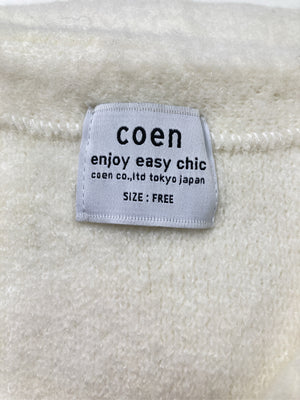 coen
enjoy easy chic
coen co.,ltd tokyo japan
SIZE : FREE